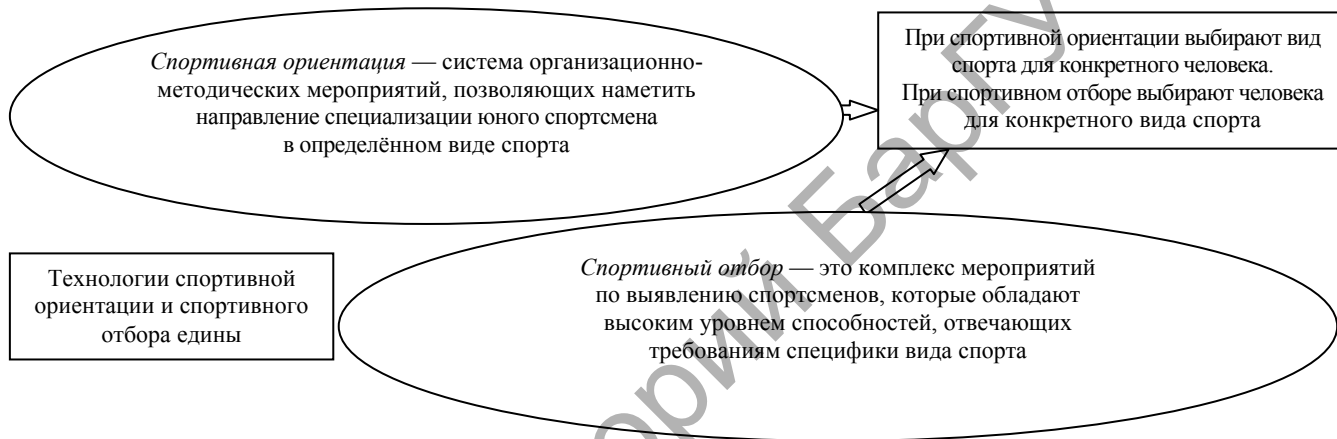 Спортивная ориентация — система организационно-
методических мероприятий, позволяющих наметить
направление специализации юного спортсмена
в определённом виде спорта
При спортивной ориентации выбирают вид
спорта для конкретного человека.
При спортивном отборе выбирают человека
для конкретного вида спорта
Технологии спортивной
ориентации и спортивного
отбора едины
Спортивный отбор — это комплекс мероприятий
по выявлению спортсменов, которые обладают
высоким уровнем способностей, отвечающих
требованиям специфики вида спорта